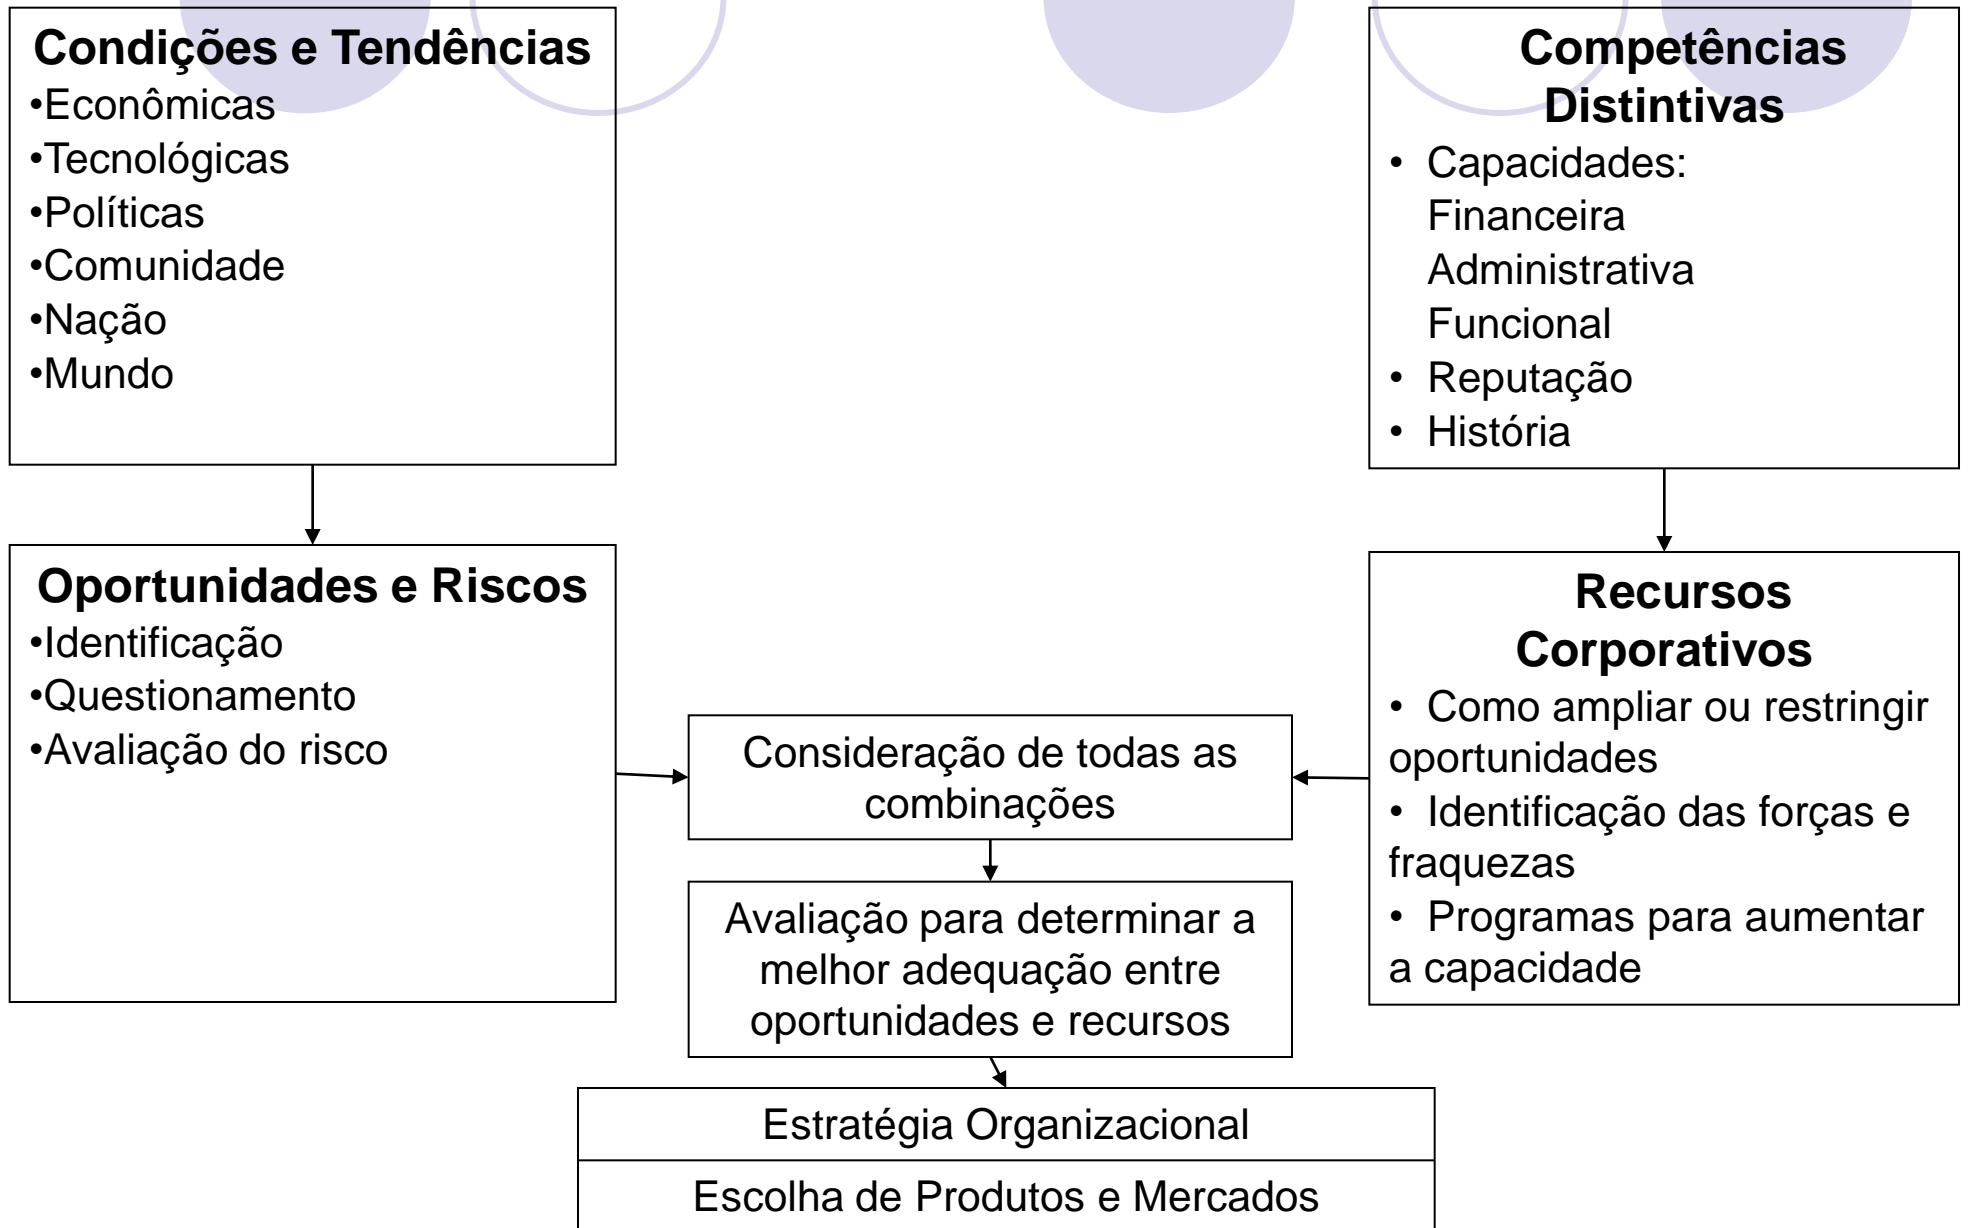 Condições e Tendências
•Econômicas
•Tecnológicas
•Políticas
•Comunidade
•Nação
•Mundo
Competências
Distintivas
• Capacidades:
Financeira
Administrativa
Funcional
• Reputação
• História
Oportunidades e Riscos
•Identificação
•Questionamento
•Avaliação do risco
Recursos
Corporativos
• Como ampliar ou restringir
oportunidades
• Identificação das forças e
fraquezas
• Programas para aumentar
a capacidade
Consideração de todas as
combinações
Avaliação para determinar a
melhor adequação entre
oportunidades e recursos
Estratégia Organizacional
Escolha de Produtos e Mercados